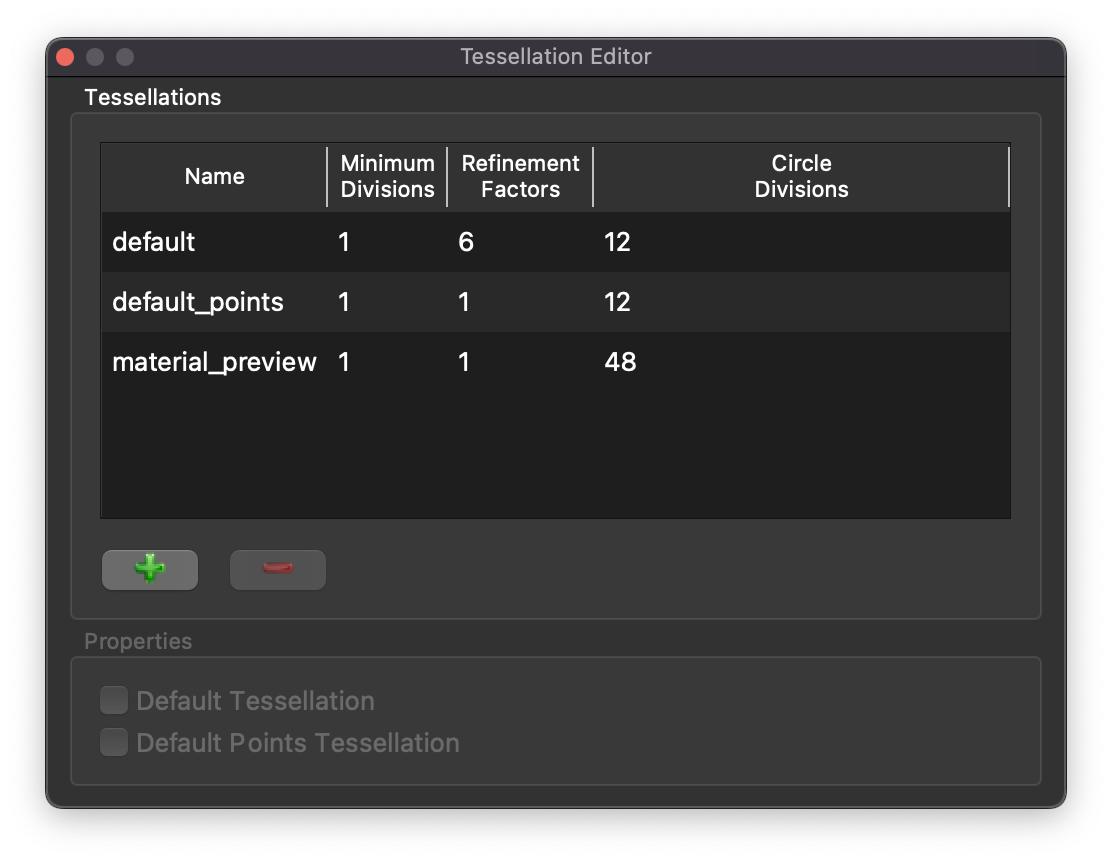 Tessellation Editor
Tessellations
Name
Minimum Divisions
Refinement Factors
Circle Divisions
default 1 6 12
default_points 1 1 12
material_preview 1 1 48
Properties
Default Tessellation
Default Points Tessellation